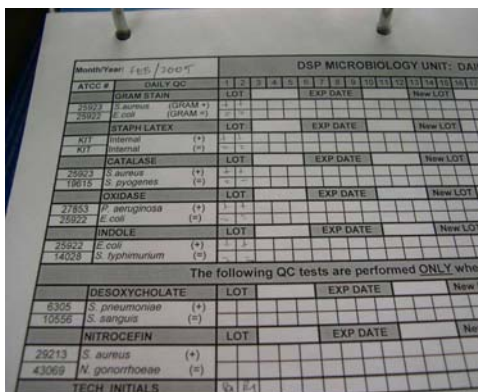 Month/Year: FEB/2005 DSP MICROBIOLOGY UNIT: DAI
ATCC # DAILY QC 1 2 3 4 5 6 7 8 9 10 11 12 13 14 15 16 17
GRAM STAIN LOT EXP DATE New LOT
25923 S.aureus (GRAM +) + +
25922 E.coli (GRAM =) - -
STAPH LATEX LOT EXP DATE New LOT
KIT Internal (+) + +
KIT Internal (=) - -
CATALASE LOT EXP DATE New LOT
25923 S.aureus (+) + +
19615 S. pyogenes (=) - -
OXIDASE LOT EXP DATE New LOT
27853 P. aeruginosa (+) + +
25922 E.coli (=) - -
INDOLE LOT EXP DATE New LOT
25922 E.coli (+) + +
14028 S. typhimurium (=) - -
The following QC tests are performed ONLY whe
DESOXYCHOLATE LOT EXP DATE New
6305 S. pneumoniae (+)
10556 S. sanguis (=)
NITROCEFIN LOT EXP DATE New
29213 S. aureus (+)
43069 N. gonorrhoeae (=)
TECH INITIALS